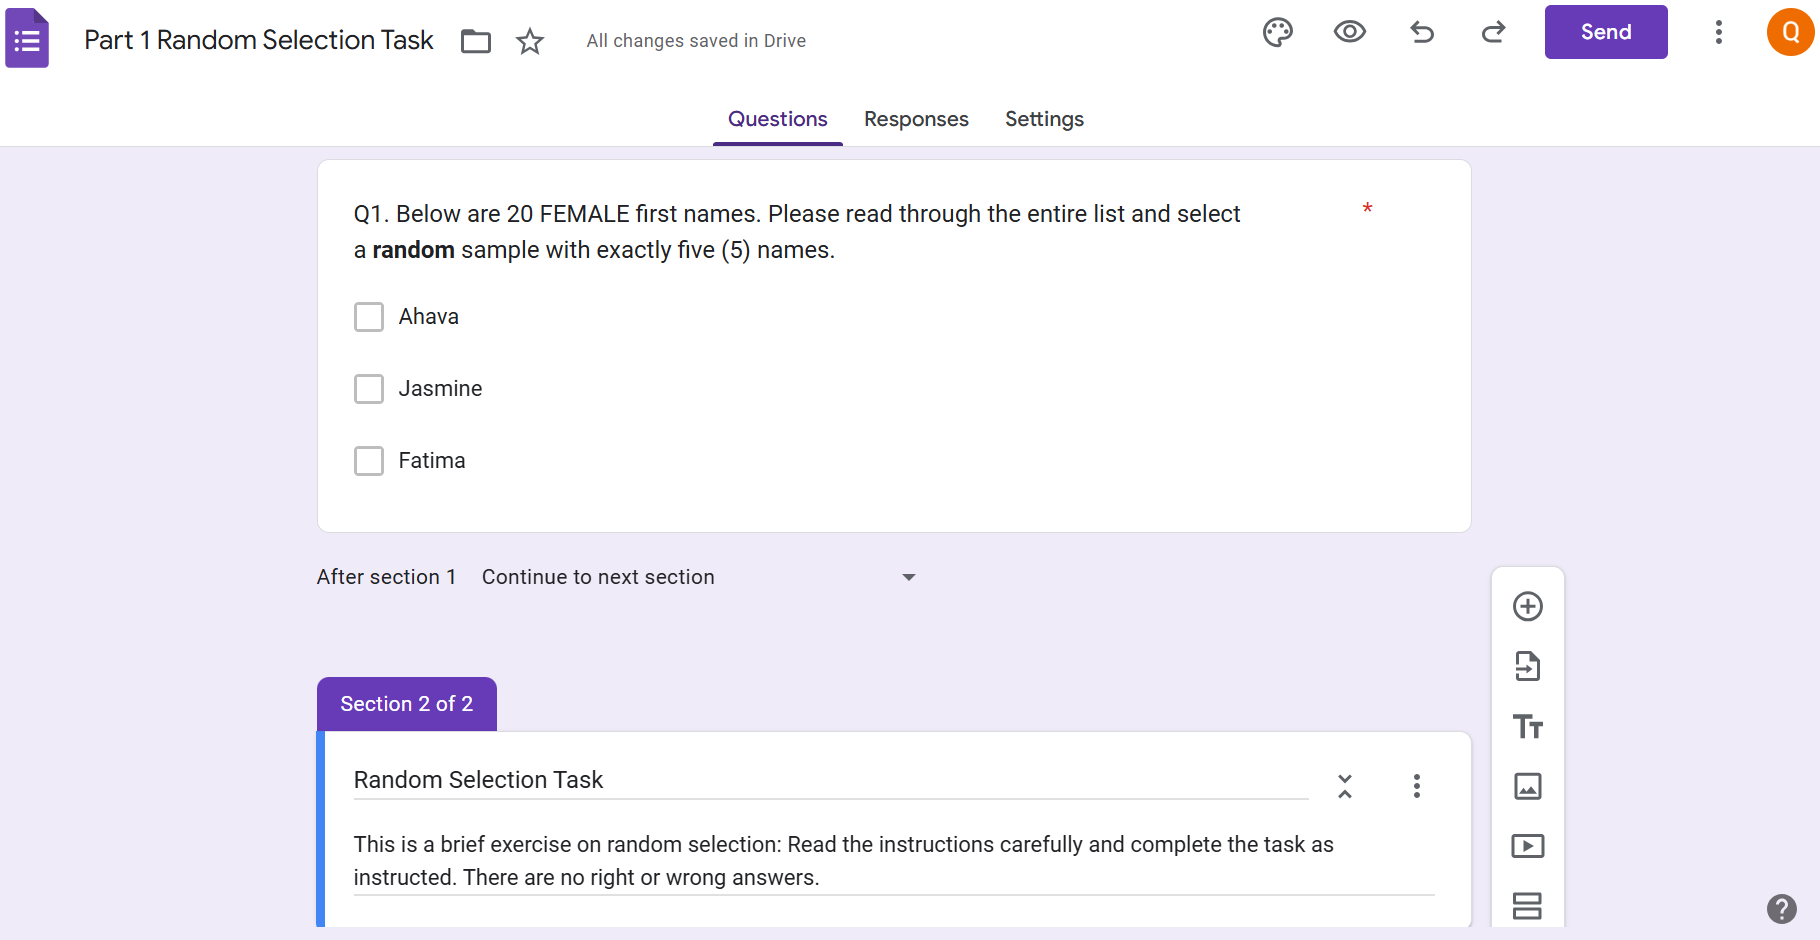 Part 1 Random Selection Task
All changes saved in Drive
Send
Q
Questions
Responses
Settings
Q1. Below are 20 FEMALE first names. Please read through the entire list and select
a random sample with exactly five (5) names.
*
Ahava
Jasmine
Fatima
After section 1 Continue to next section
Section 2 of 2
Random Selection Task
This is a brief exercise on random selection: Read the instructions carefully and complete the task as
instructed. There are no right or wrong answers.